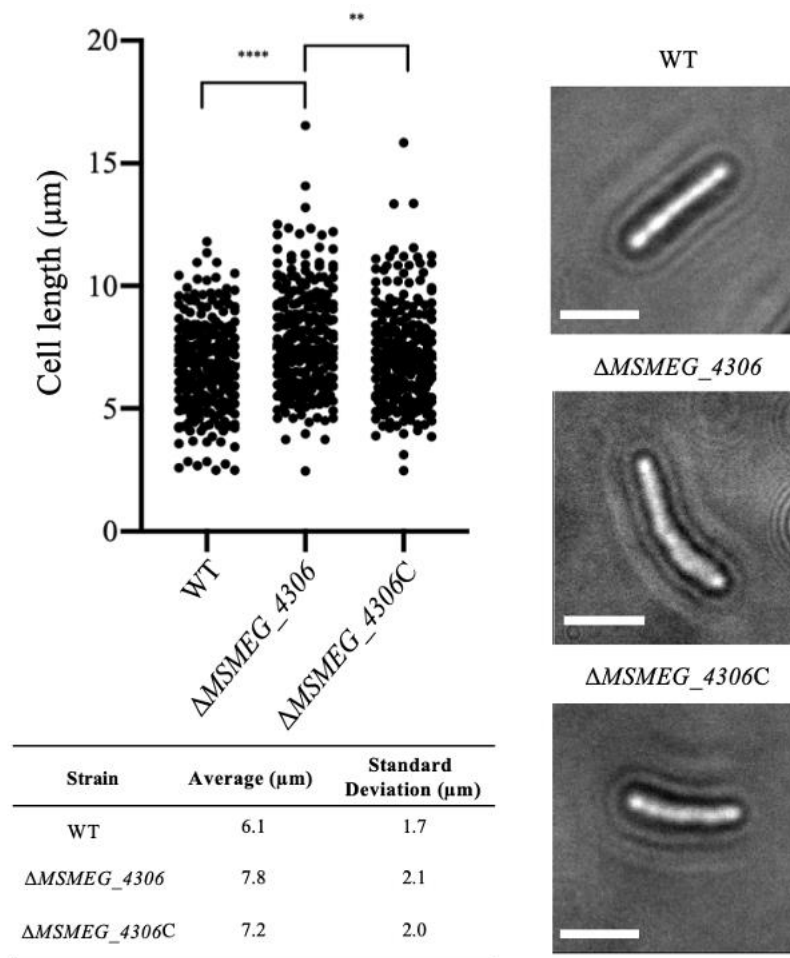 20
15
10
5
0
Cell length (µm)
****
**
WT
ΔMSMEG_4306
ΔMSMEG_4306C
WT
ΔMSMEG_4306
ΔMSMEG_4306C
Strain Average (µm) Standard Deviation (µm)
WT 6.1 1.7
ΔMSMEG_4306 7.8 2.1
ΔMSMEG_4306C 7.2 2.0